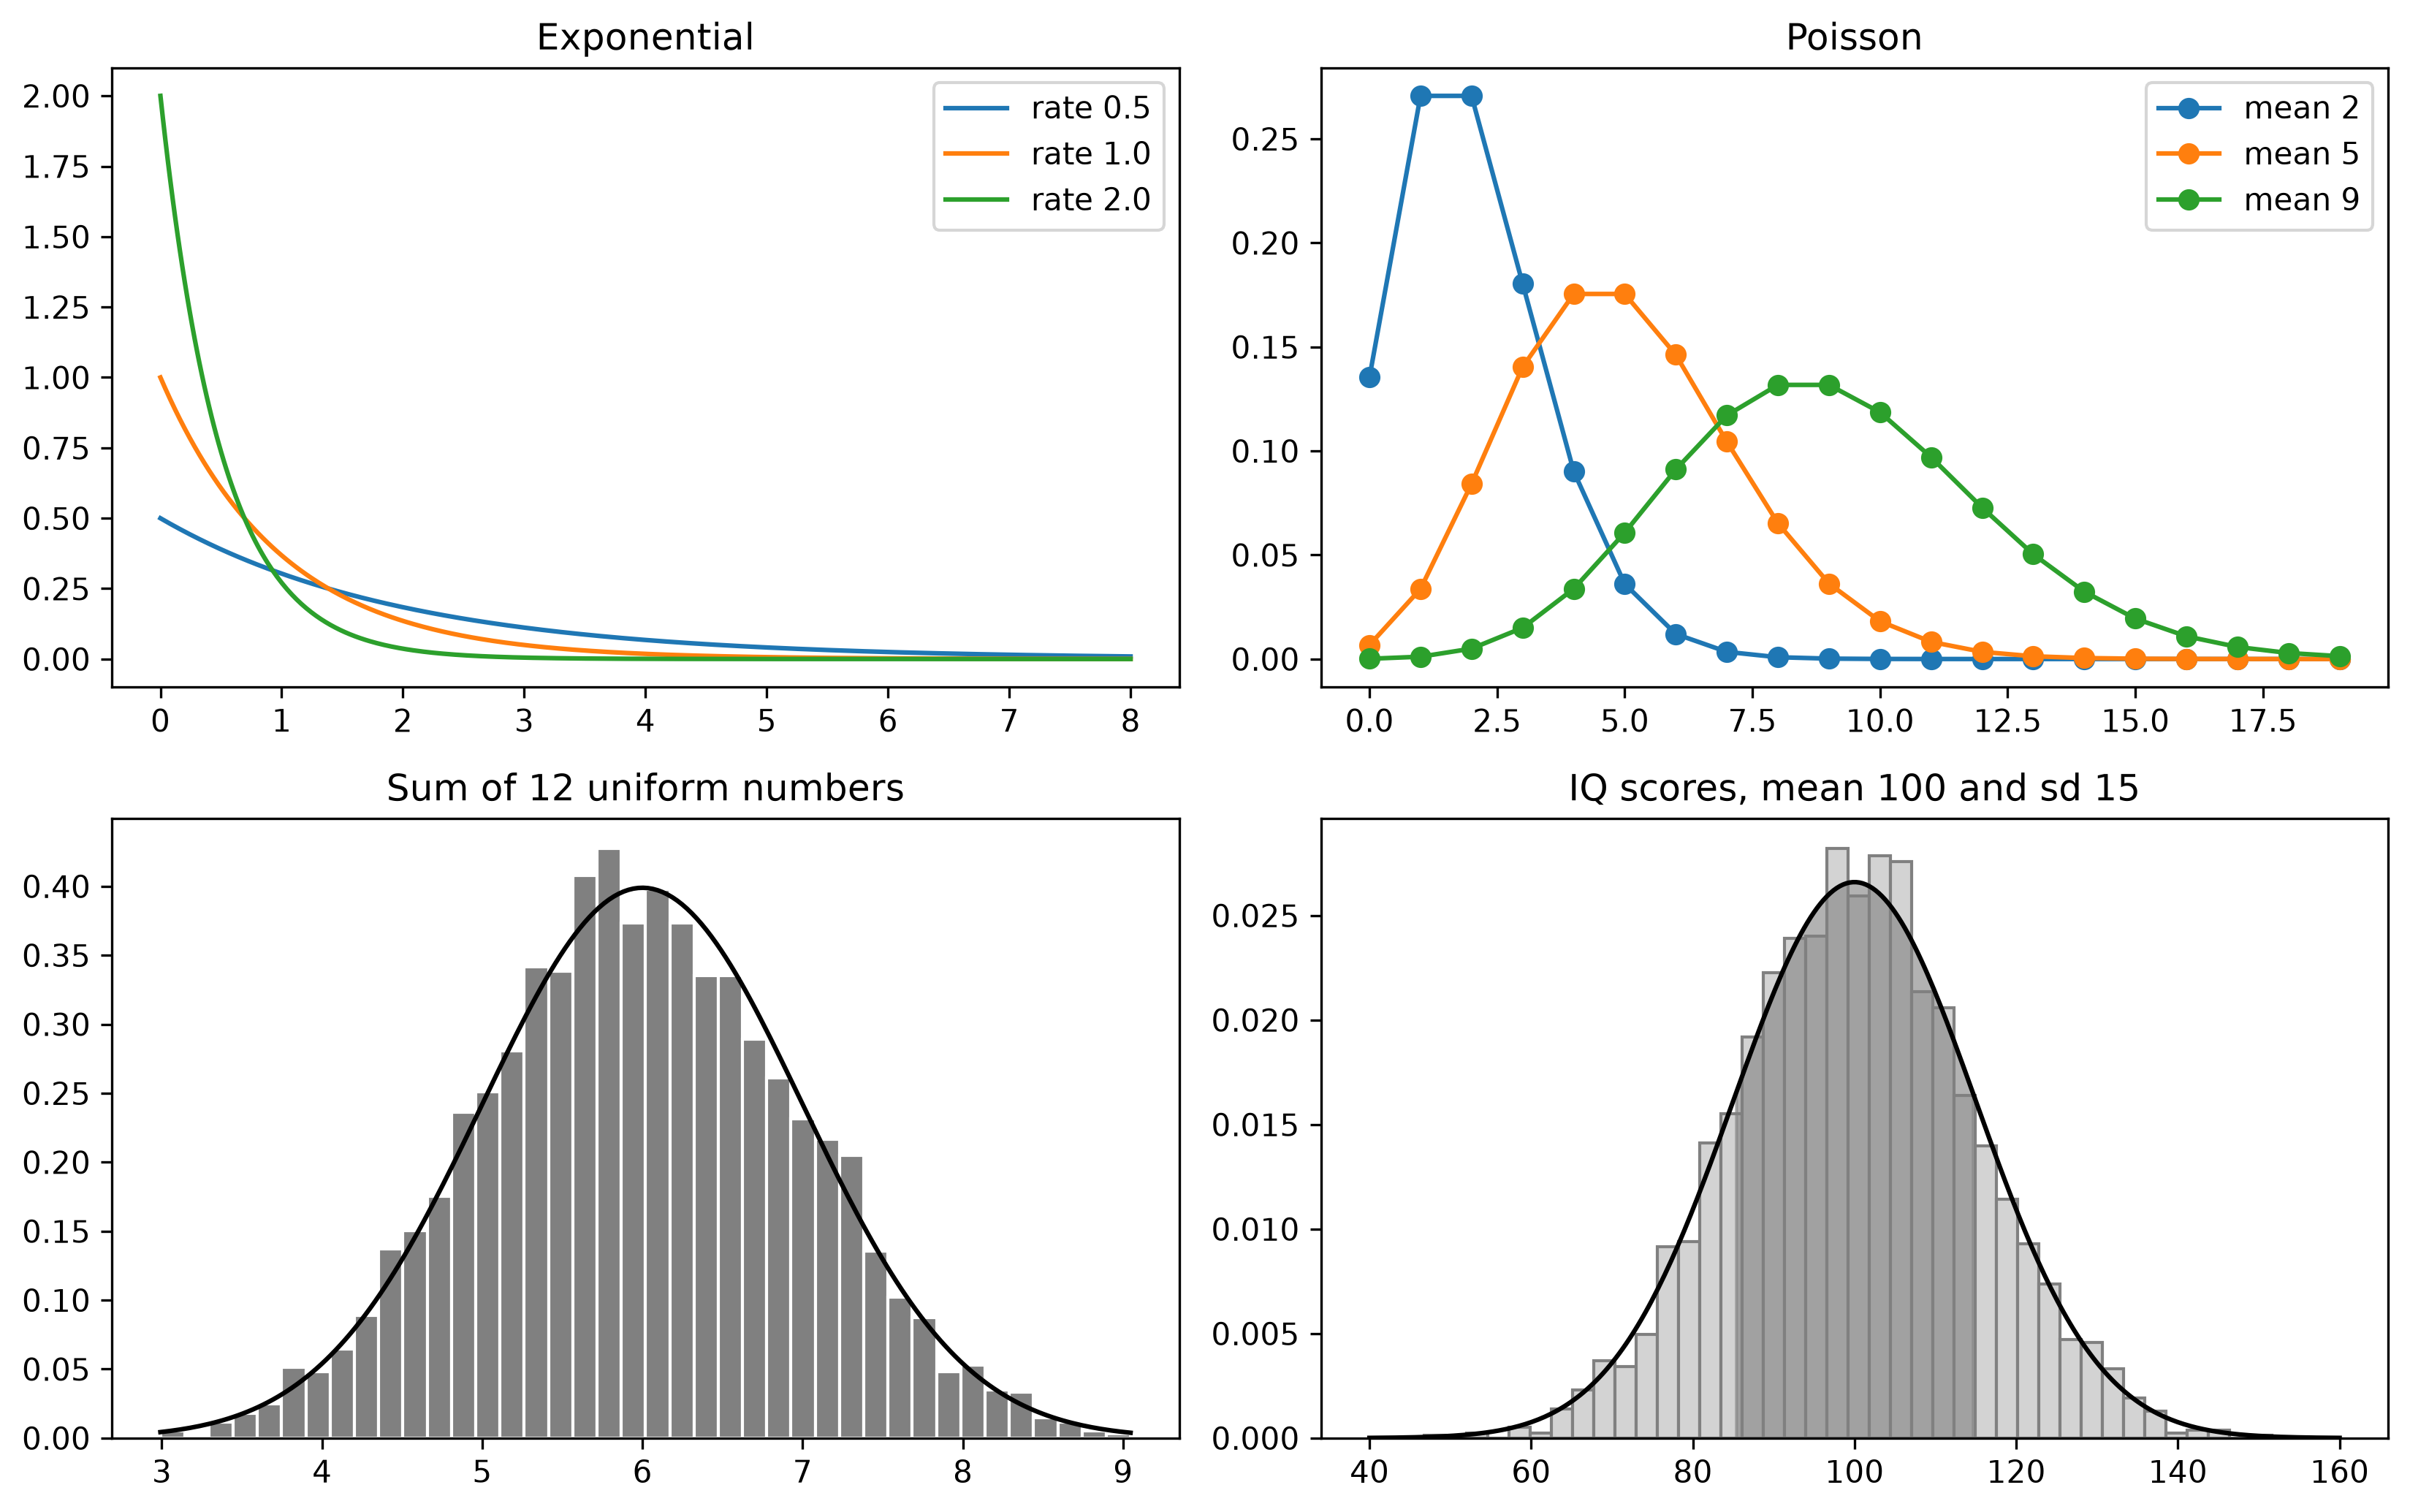 Exponential
2.00
1.75
1.50
1.25
1.00
0.75
0.50
0.25
0.00
0 1 2 3 4 5 6 7 8
rate 0.5
rate 1.0
rate 2.0
Poisson
0.25
0.20
0.15
0.10
0.05
0.00
0.0 2.5 5.0 7.5 10.0 12.5 15.0 17.5
mean 2
mean 5
mean 9
Sum of 12 uniform numbers
0.40
0.35
0.30
0.25
0.20
0.15
0.10
0.05
0.00
3 4 5 6 7 8 9
IQ scores, mean 100 and sd 15
0.025
0.020
0.015
0.010
0.005
0.000
40 60 80 100 120 140 160